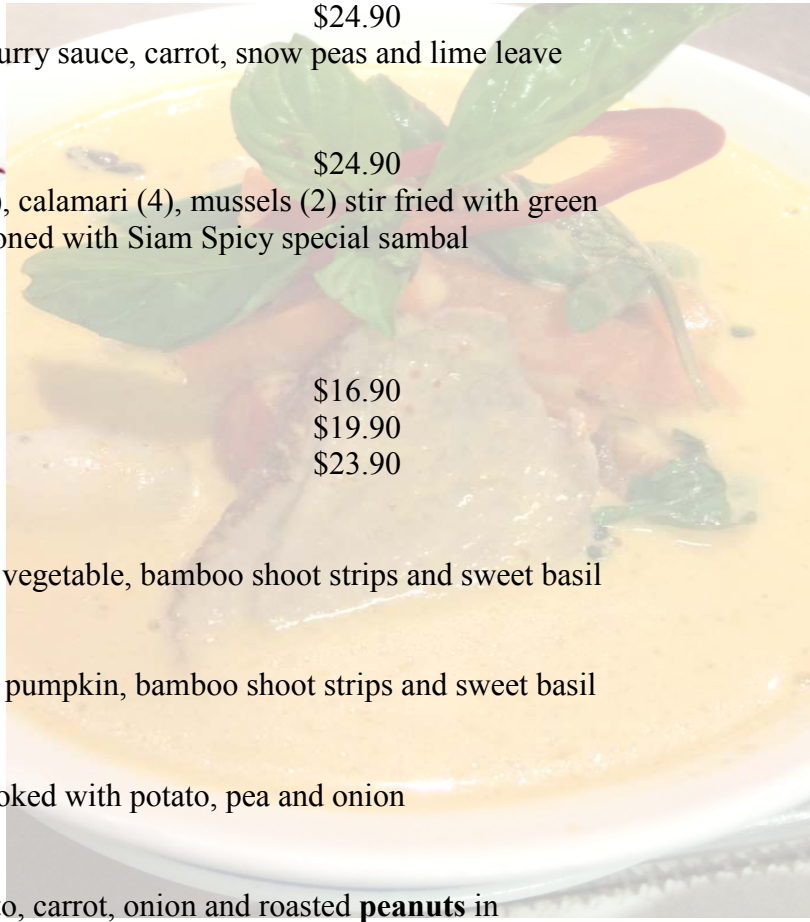 $24.90
urry sauce, carrot, snow peas and lime leave
$24.90
, calamari (4), mussels (2) stir fried with green
oned with Siam Spicy special sambal
$16.90
$19.90
$23.90
vegetable, bamboo shoot strips and sweet basil
pumpkin, bamboo shoot strips and sweet basil
oked with potato, pea and onion
to, carrot, onion and roasted peanuts in